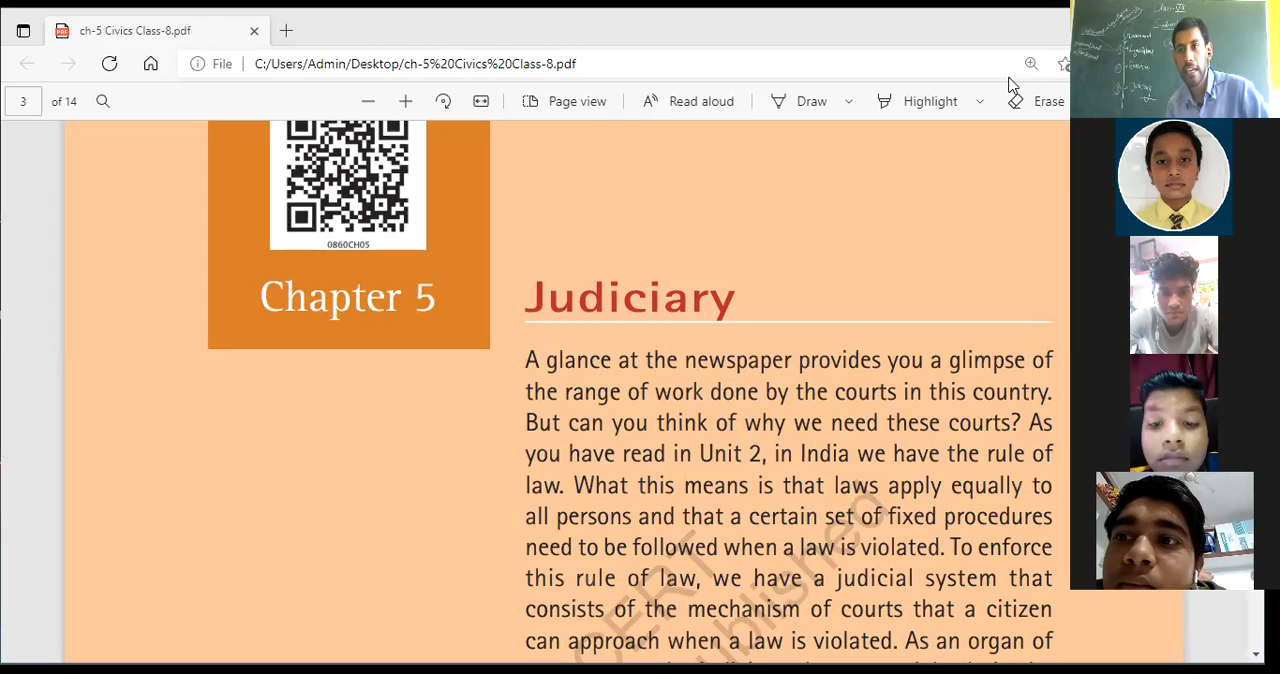 ch-5 Civics Class-8.pdf
File C:/Users/Admin/Desktop/ch-5%20Civics%20Class-8.pdf
3 of 14 Page view Read aloud Draw Highlight Erase
PDF
0860CH05
Chapter 5
Judiciary
A glance at the newspaper provides you a glimpse of
the range of work done by the courts in this country.
But can you think of why we need these courts? As
you have read in Unit 2, in India we have the rule of
law. What this means is that laws apply equally to
all persons and that a certain set of fixed procedures
need to be followed when a law is violated. To enforce
this rule of law, we have a judicial system that
consists of the mechanism of courts that a citizen
can approach when a law is violated. As an organ of